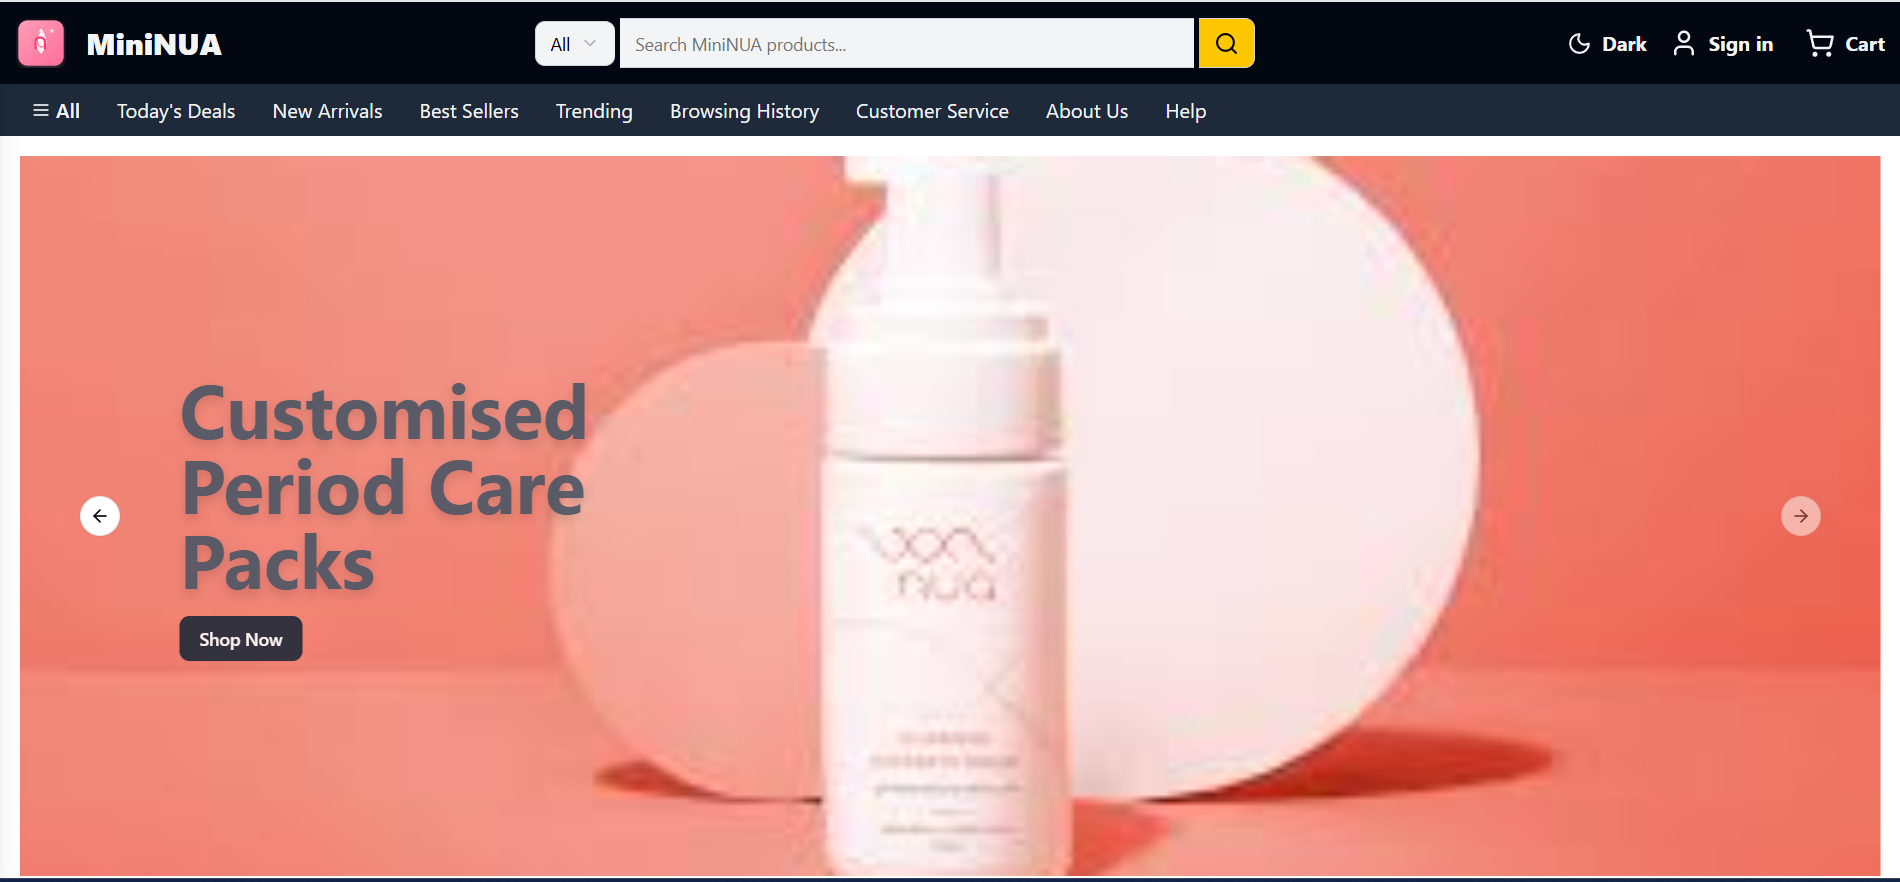 MiniNUA
All
Search MiniNUA products...
Dark
Sign in
Cart
All
Today's Deals
New Arrivals
Best Sellers
Trending
Browsing History
Customer Service
About Us
Help
Customised
Period Care
Packs
Shop Now
nua